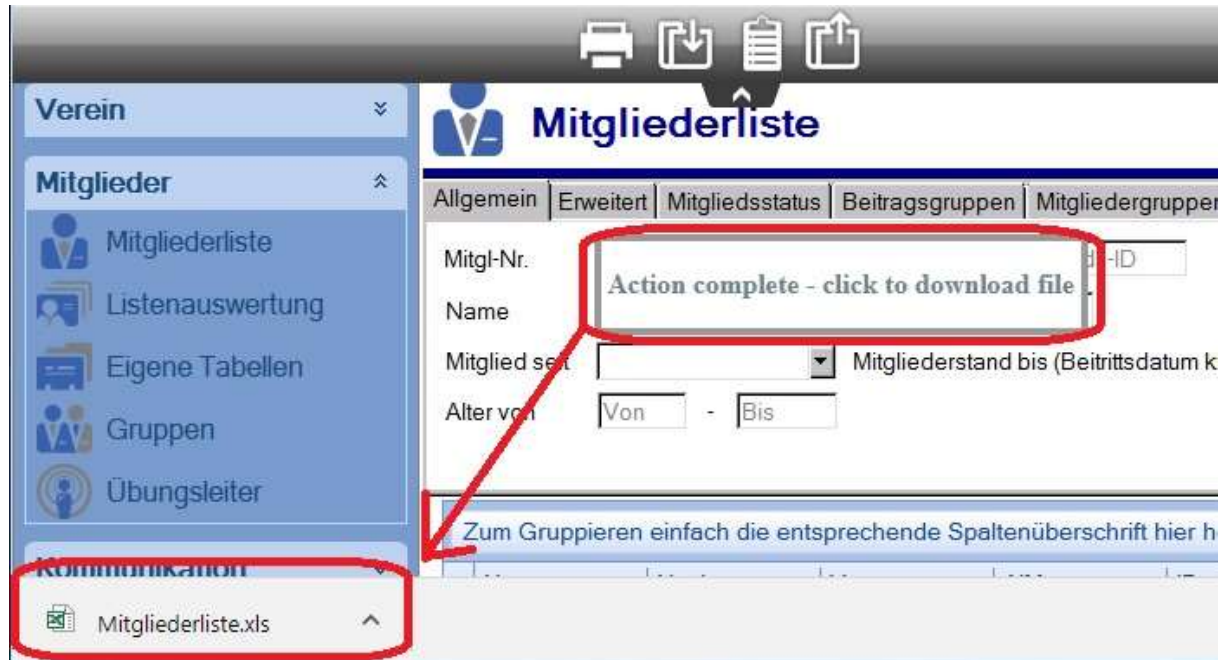 Verein
Mitgliederliste
Mitglieder
Allgemein Erweitert Mitgliedsstatus Beitragsgruppen Mitgliedergruppen
Mitgliederliste
Mitgl-Nr.
-ID
Action complete - click to download file
Listenauswertung
Name
Eigene Tabellen
Mitglied seit
Mitgliederstand bis (Beitrittsdatum k
Gruppen
Alter von Von - Bis
Übungsleiter
Zum Gruppieren einfach die entsprechende Spaltenüberschrift hier h
Kommunikation
Mitgliederliste.xls